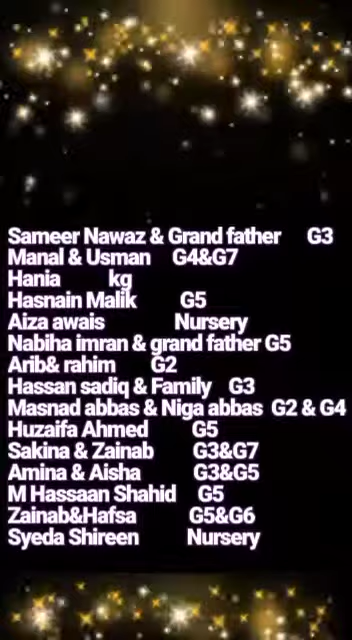 Sameer Nawaz & Grand father G3
Manal & Usman G4&G7
Hania kg
Hasnain Malik G5
Aiza awais Nursery
Nabiha imran & grand father G5
Arib& rahim G2
Hassan sadiq & Family G3
Masnad abbas & Niga abbas G2 & G4
Huzaifa Ahmed G5
Sakina & Zainab G3&G7
Amina & Aisha G3&G5
M Hassaan Shahid G5
Zainab&Hafsa G5&G6
Syeda Shireen Nursery